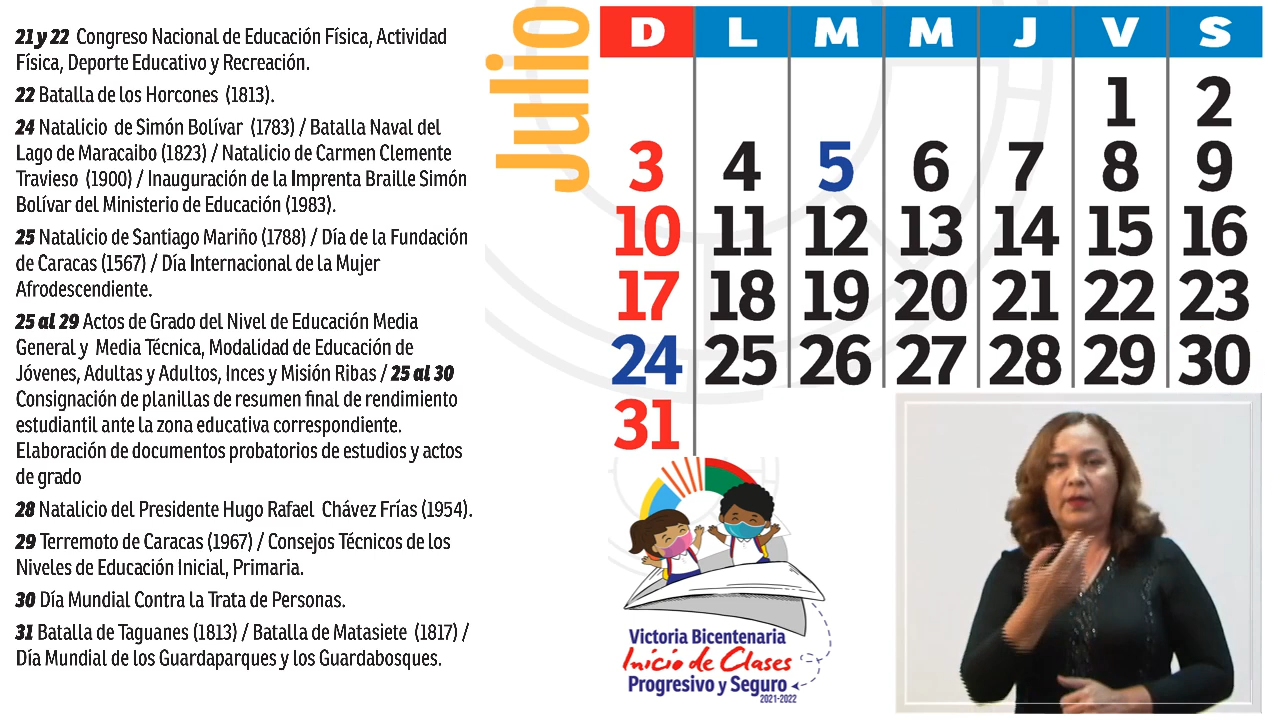 21 y 22 Congreso Nacional de Educación Física, Actividad
Física, Deporte Educativo y Recreación.
22 Batalla de los Horcones (1813).
24 Natalicio de Simón Bolívar (1783) / Batalla Naval del
Lago de Maracaibo (1823) / Natalicio de Carmen Clemente
Travieso (1900) / Inauguración de la Imprenta Braille Simón
Bolívar del Ministerio de Educación (1983).
25 Natalicio de Santiago Mariño (1788) / Día de la Fundación
de Caracas (1567) / Día Internacional de la Mujer
Afrodescendiente.
25 al 29 Actos de Grado del Nivel de Educación Media
General y Media Técnica, Modalidad de Educación de
Jóvenes, Adultas y Adultos, Inces y Misión Ribas / 25 al 30
Consignación de planillas de resumen final de rendimiento
estudiantil ante la zona educativa correspondiente.
Elaboración de documentos probatorios de estudios y actos
de grado
28 Natalicio del Presidente Hugo Rafael Chávez Frías (1954).
29 Terremoto de Caracas (1967) / Consejos Técnicos de los
Niveles de Educación Inicial, Primaria.
30 Día Mundial Contra la Trata de Personas.
31 Batalla de Taguanes (1813) / Batalla de Matasiete (1817) /
Día Mundial de los Guardaparques y los Guardabosques.
Julio
D L M M J V S
1 2
3 4 5 6 7 8 9
10 11 12 13 14 15 16
17 18 19 20 21 22 23
24 25 26 27 28 29 30
31
Victoria Bicentenaria
Inicio de Clases
Progresivo y Seguro
2021-2022